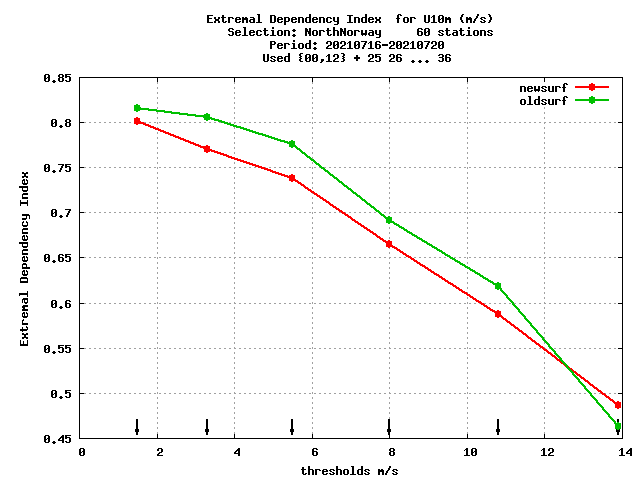 Extremal Dependency Index  for U10m (m/s)
Selection: NorthNorway     60 stations
Period: 20210716-20210720
Used {00,12} + 25 26 ... 36
newsurf
oldsurf
0.85
0.8
0.75
0.7
0.65
0.6
0.55
0.5
0.45
Extremal Dependency Index
0 2 4 6 8 10 12 14
thresholds m/s